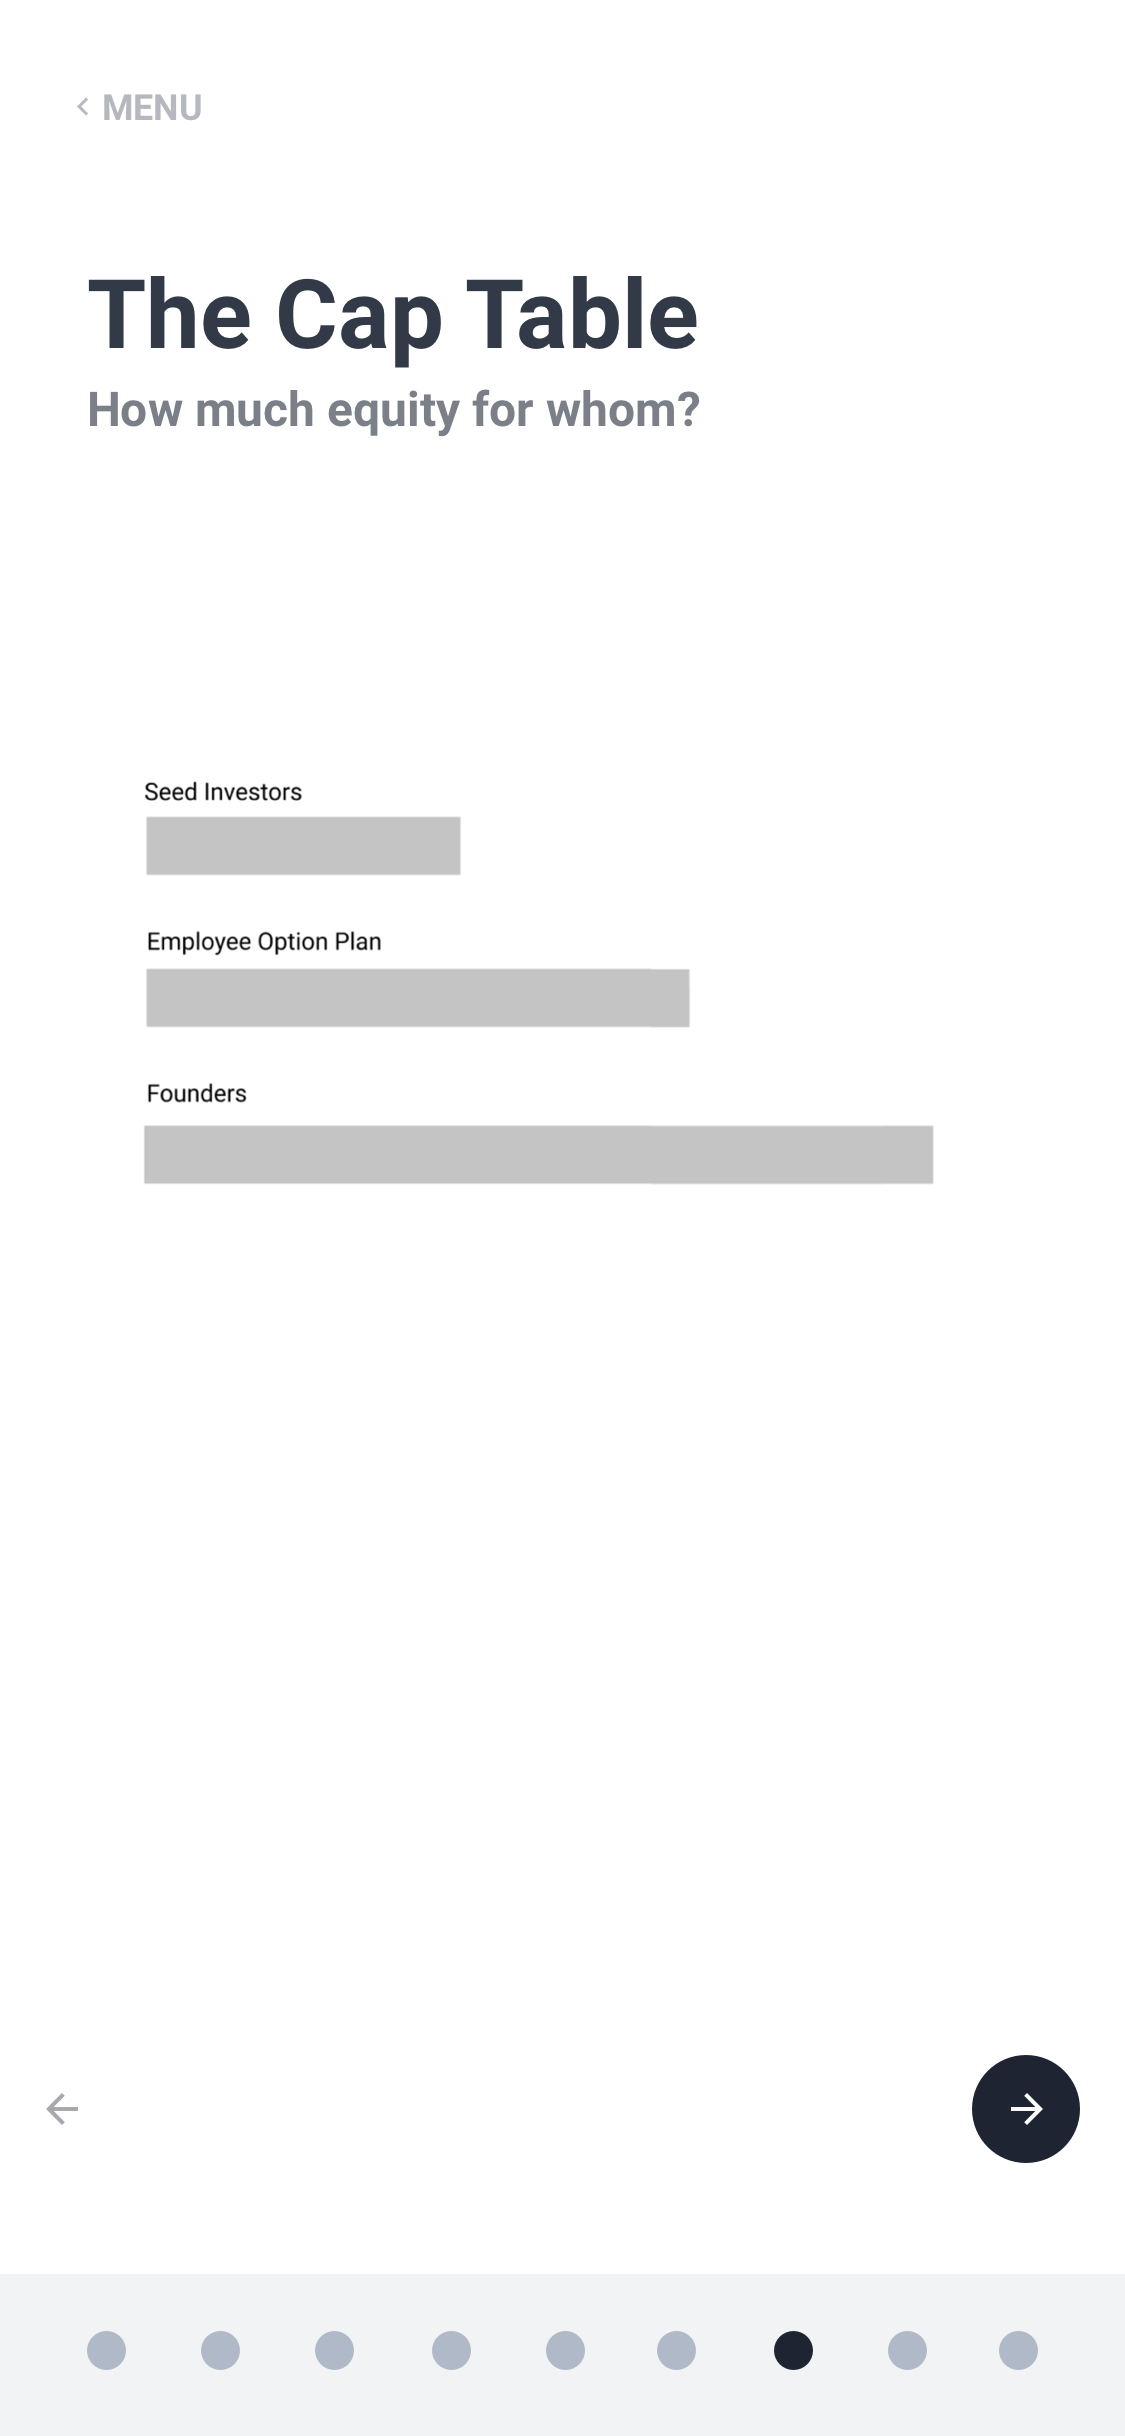 MENU
The Cap Table
How much equity for whom?
Seed Investors
Employee Option Plan
Founders